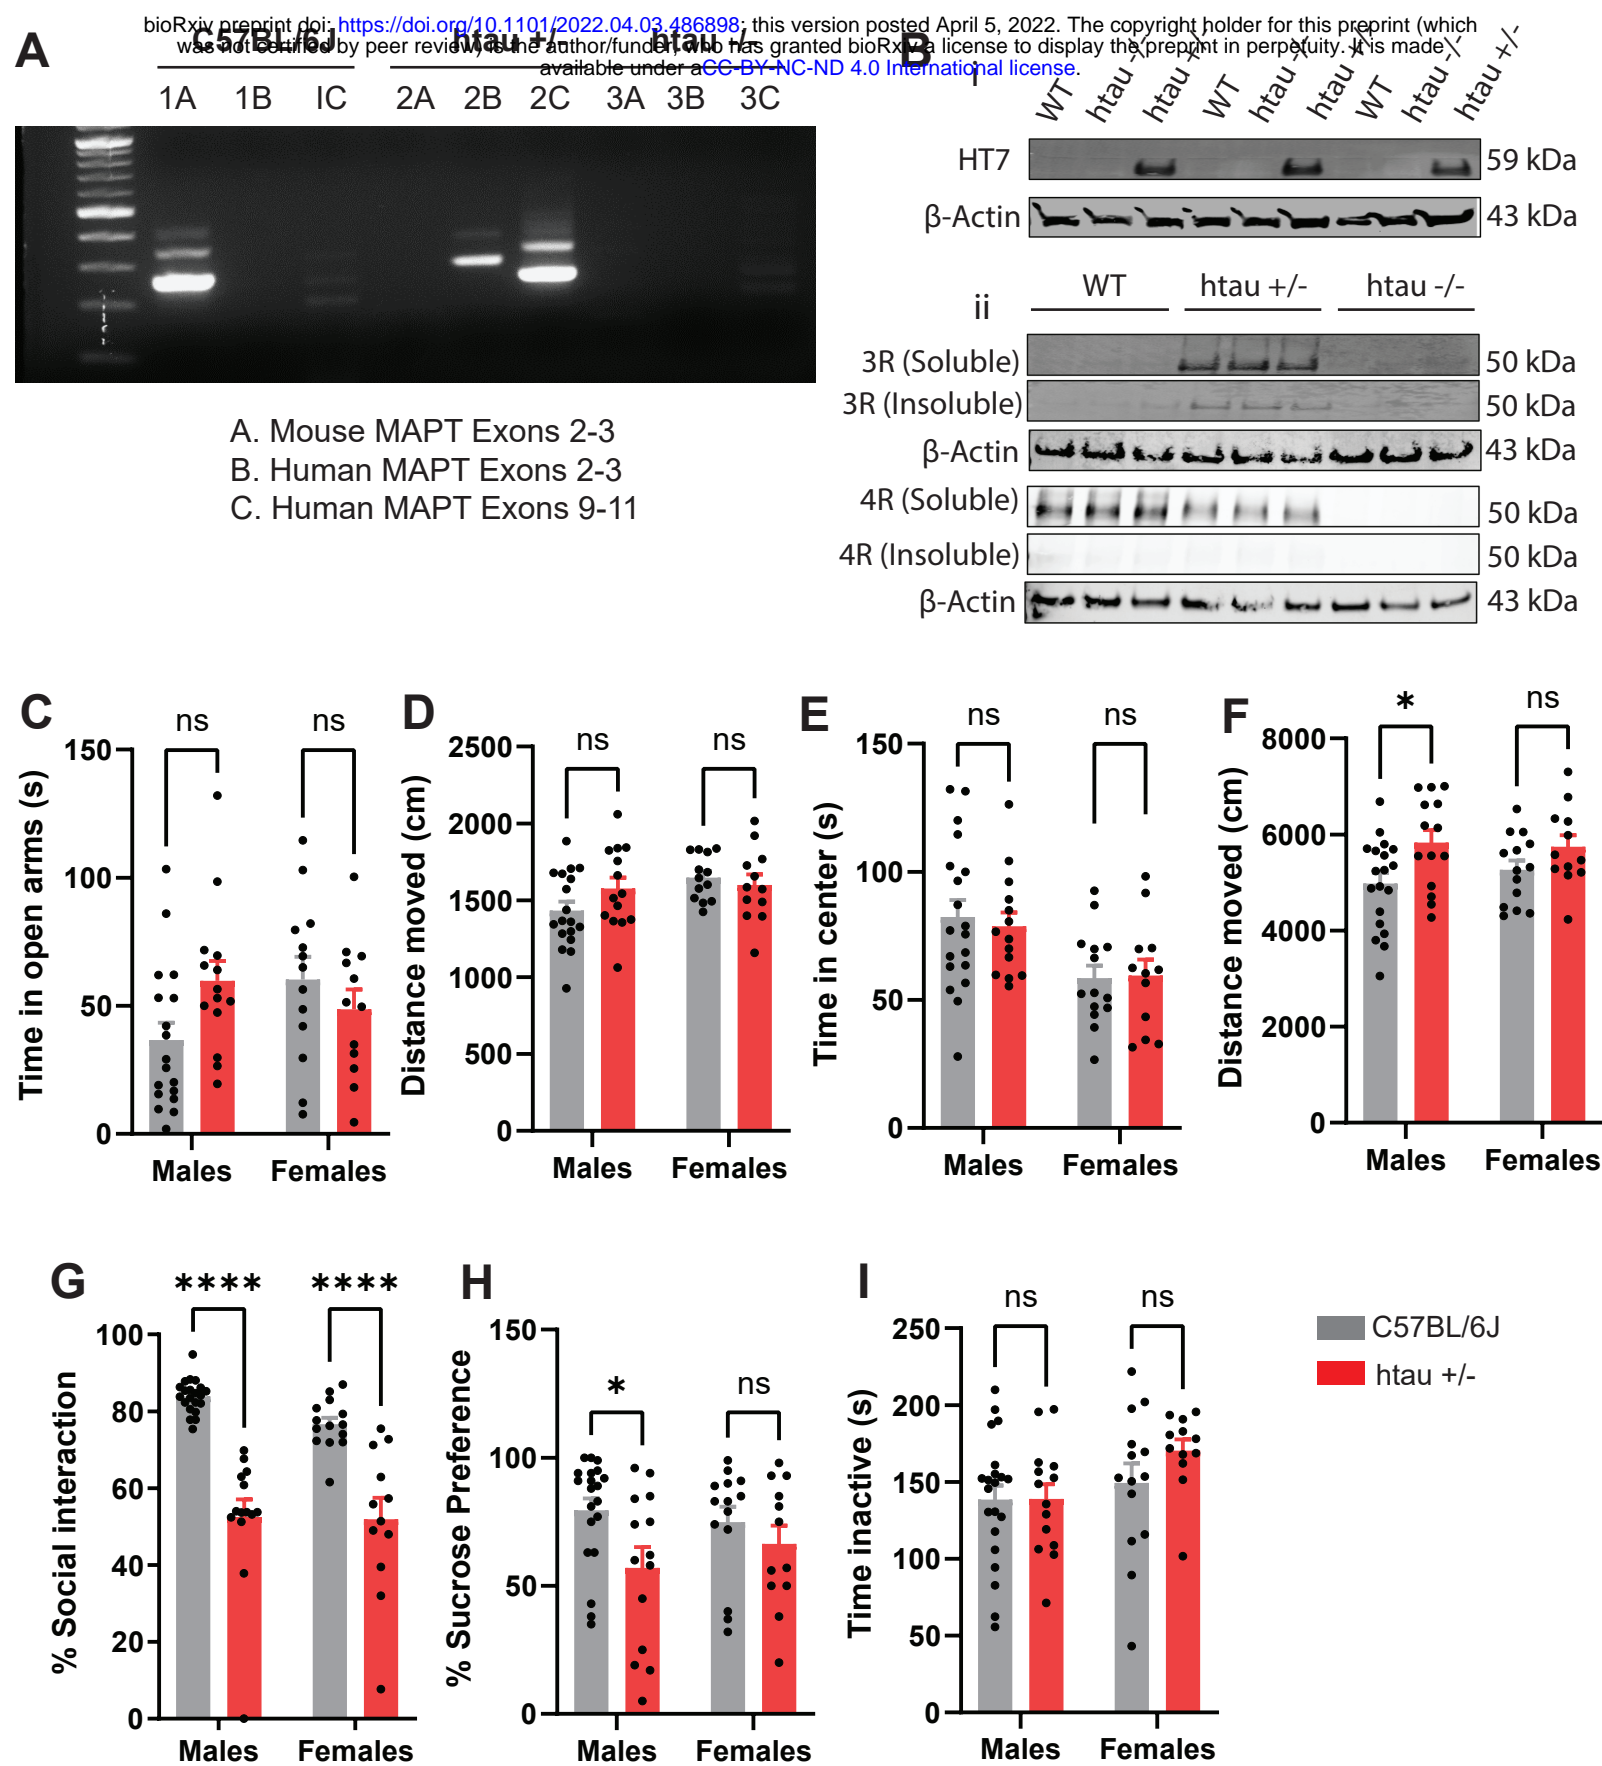 bioRxiv preprint doi: https://doi.org/10.1101/2022.04.03.486898; this version posted April 5, 2022. The copyright holder for this preprint (which
was not certified by peer review) is the author/funder, who has granted bioRxiv a license to display the preprint in perpetuity. It is made
available under aCC-BY-NC-ND 4.0 International license.
A
C57BL/6J htau +/- htau -/-
1A 1B IC 2A 2B 2C 3A 3B 3C
A. Mouse MAPT Exons 2-3
B. Human MAPT Exons 2-3
C. Human MAPT Exons 9-11
B
i
WT htau -/- htau +/- WT htau -/- htau +/- WT htau -/- htau +/-
HT7 59 kDa
β-Actin 43 kDa
ii
WT htau +/- htau -/-
3R (Soluble) 50 kDa
3R (Insoluble) 50 kDa
β-Actin 43 kDa
4R (Soluble) 50 kDa
4R (Insoluble) 50 kDa
β-Actin 43 kDa
C
Time in open arms (s)
150
100
50
0
ns ns
Males Females
D
Distance moved (cm)
2500
2000
1500
1000
500
0
ns ns
Males Females
E
Time in center (s)
150
100
50
0
ns ns
Males Females
F
Distance moved (cm)
8000
6000
4000
2000
0
* ns
Males Females
G
% Social interaction
100
80
60
40
20
0
**** ****
Males Females
H
% Sucrose Preference
150
100
50
0
* ns
Males Females
I
Time inactive (s)
250
200
150
100
50
0
ns ns
Males Females
C57BL/6J
htau +/-